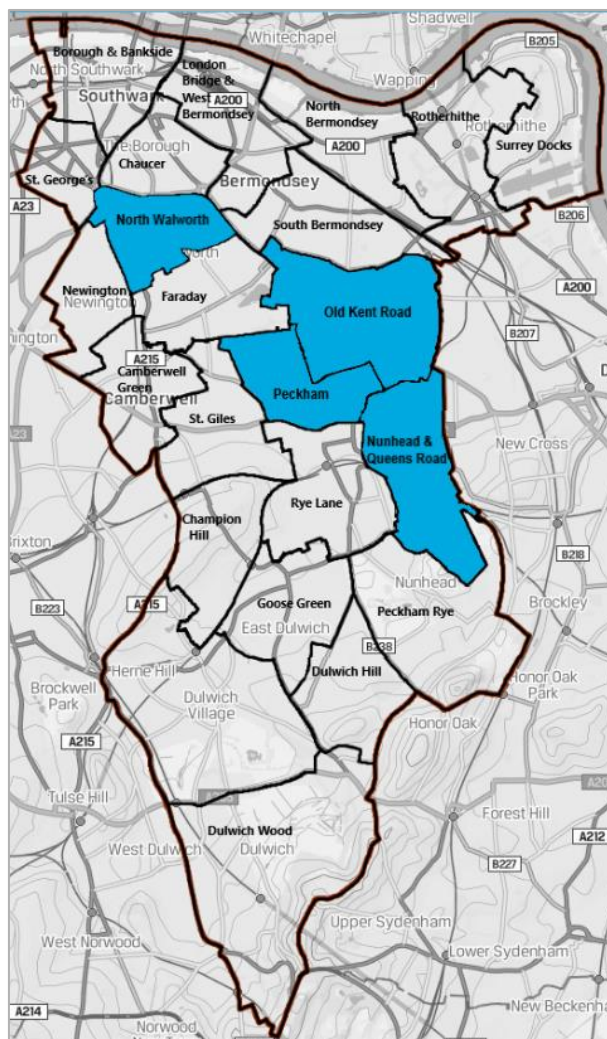 Shadwell
Whitechapel
B205
Borough & Bankside
London
Bridge &
West
Bermondsey
North Southwark
Wapping
Southwark
A200
North
Bermondsey
Rotherhithe
Rotherhithe
A200
Surrey Docks
The Borough
Chaucer
St. George's
Bermondsey
A23
B206
North Walworth
South Bermondsey
Newington
Newington
Faraday
A200
Old Kent Road
B207
A215
Camberwell
Green
Camberwell
Peckham
St. Giles
Nunhead &
Queens Road
New Cross
Rye Lane
Champion
Hill
Brixton
B218
Nunhead
B223
A215
Goose Green
Peckham Rye
Brockley
East Dulwich
B238
Herne Hill
Dulwich Hill
Brockwell
Park
Dulwich
Village
Honor Oak
Park
Honor Oak
A215
Tulse Hill
Forest Hill
A212
Dulwich Wood
West Dulwich
Dulwich
B227
Upper Sydenham
West Norwood
Lower Sydenham
New Beckenha
A214
Norwood